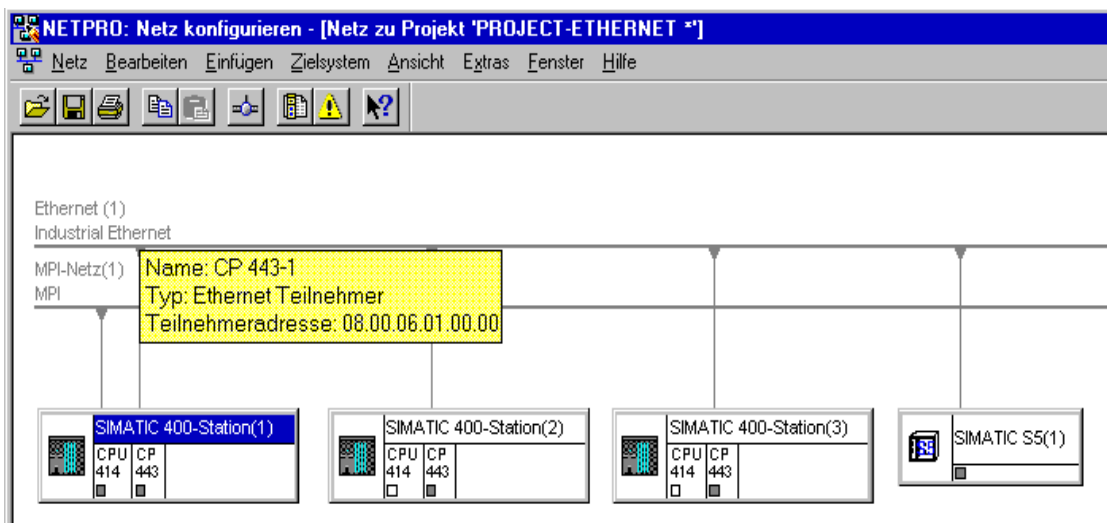 NETPRO: Netz konfigurieren - [Netz zu Projekt 'PROJECT-ETHERNET *']
Netz Bearbeiten Einfügen Zielsystem Ansicht Extras Fenster Hilfe
Ethernet (1)
Industrial Ethernet
MPI-Netz(1)
MPI
Name: CP 443-1
Typ: Ethernet Teilnehmer
Teilnehmeradresse: 08.00.06.01.00.00
SIMATIC 400-Station(1)
CPU CP
414 443
SIMATIC 400-Station(2)
CPU CP
414 443
SIMATIC 400-Station(3)
CPU CP
414 443
S5
SIMATIC S5(1)